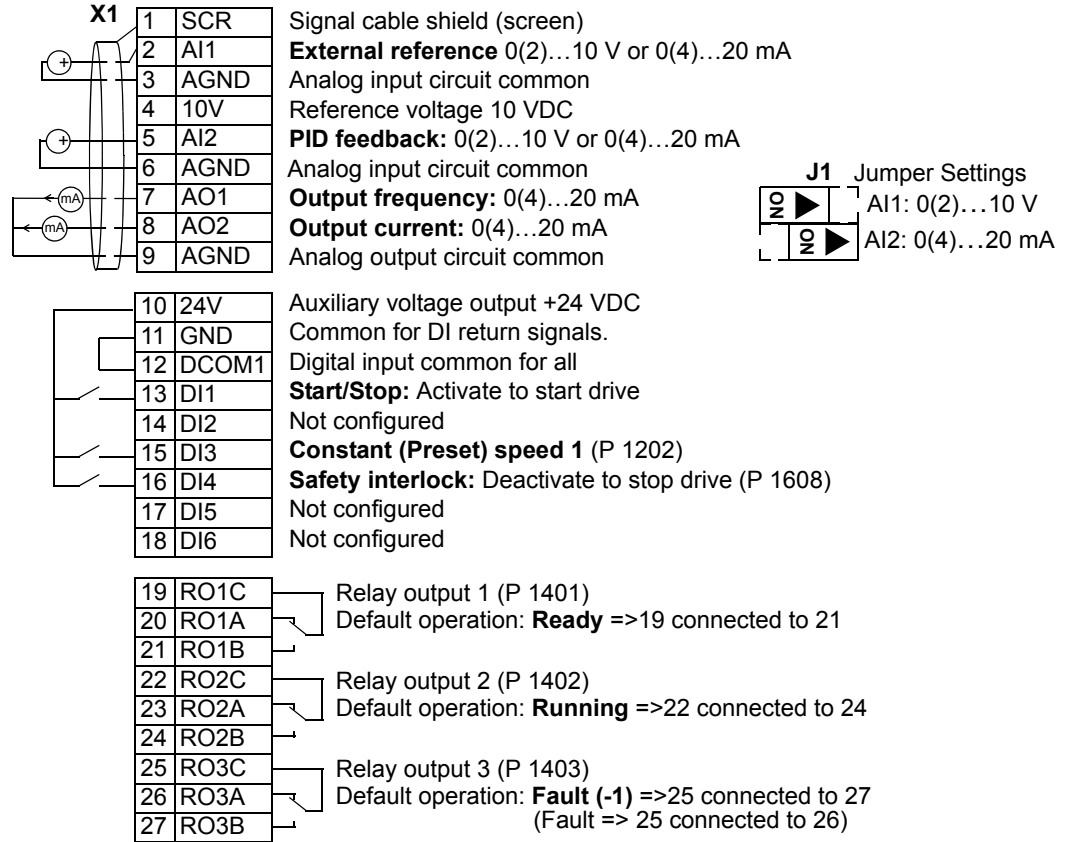 X1
1 SCR Signal cable shield (screen)
2 AI1 External reference 0(2)…10 V or 0(4)…20 mA
3 AGND Analog input circuit common
4 10V Reference voltage 10 VDC
5 AI2 PID feedback: 0(2)…10 V or 0(4)…20 mA
6 AGND Analog input circuit common
7 AO1 Output frequency: 0(4)…20 mA
8 AO2 Output current: 0(4)…20 mA
9 AGND Analog output circuit common
+
+
mA
mA
J1 Jumper Settings
ON AI1: 0(2)…10 V
ON AI2: 0(4)…20 mA
10 24V Auxiliary voltage output +24 VDC
11 GND Common for DI return signals.
12 DCOM1 Digital input common for all
13 DI1 Start/Stop: Activate to start drive
14 DI2 Not configured
15 DI3 Constant (Preset) speed 1 (P 1202)
16 DI4 Safety interlock: Deactivate to stop drive (P 1608)
17 DI5 Not configured
18 DI6 Not configured
19 RO1C Relay output 1 (P 1401)
20 RO1A Default operation: Ready =>19 connected to 21
21 RO1B
22 RO2C Relay output 2 (P 1402)
23 RO2A Default operation: Running =>22 connected to 24
24 RO2B
25 RO3C Relay output 3 (P 1403)
26 RO3A Default operation: Fault (-1) =>25 connected to 27
27 RO3B (Fault => 25 connected to 26)